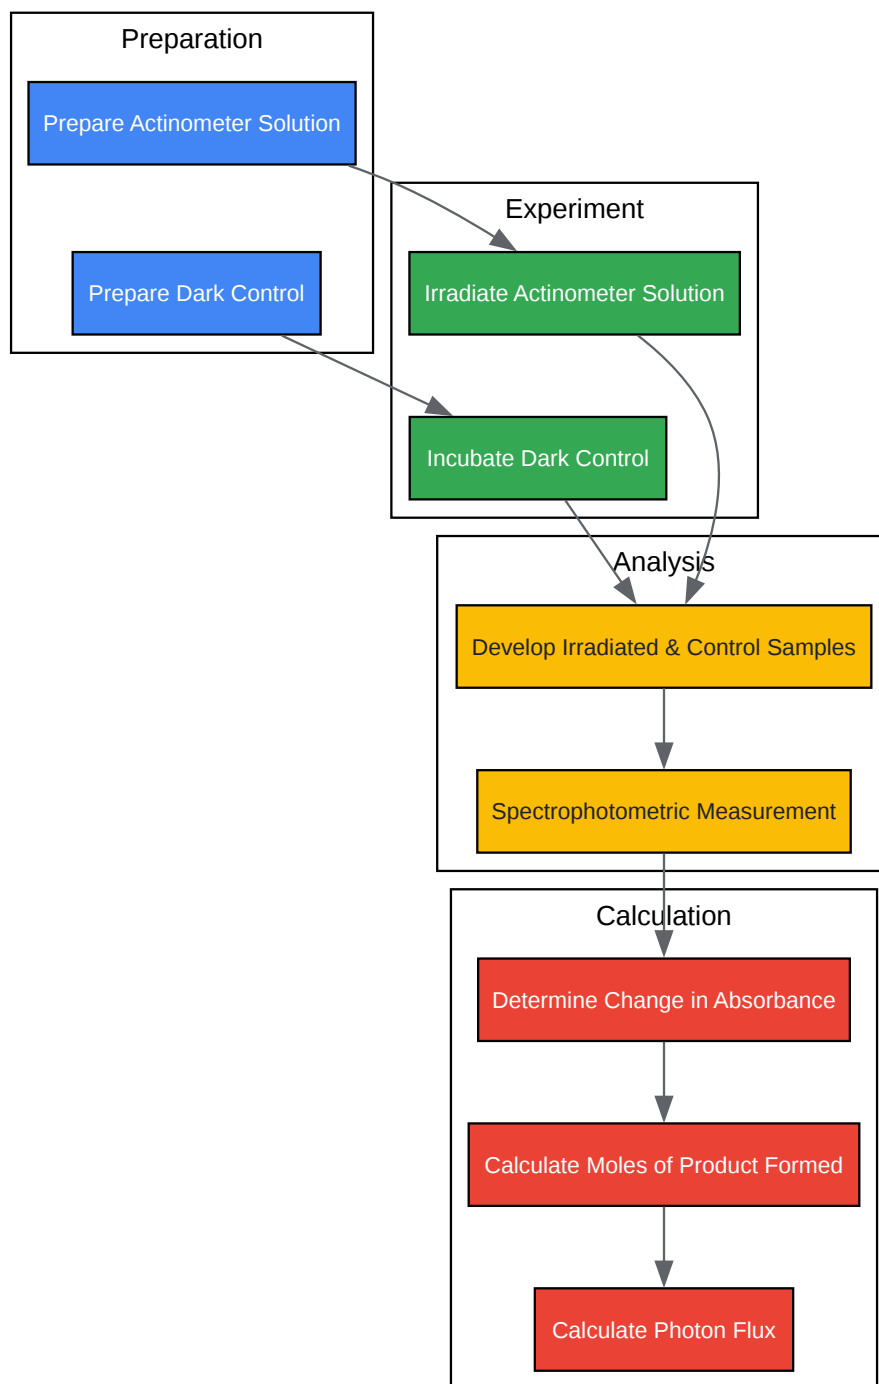 Preparation
Prepare Actinometer Solution
Prepare Dark Control
Experiment
Irradiate Actinometer Solution
Incubate Dark Control
Analysis
Develop Irradiated & Control Samples
Spectrophotometric Measurement
Calculation
Determine Change in Absorbance
Calculate Moles of Product Formed
Calculate Photon Flux